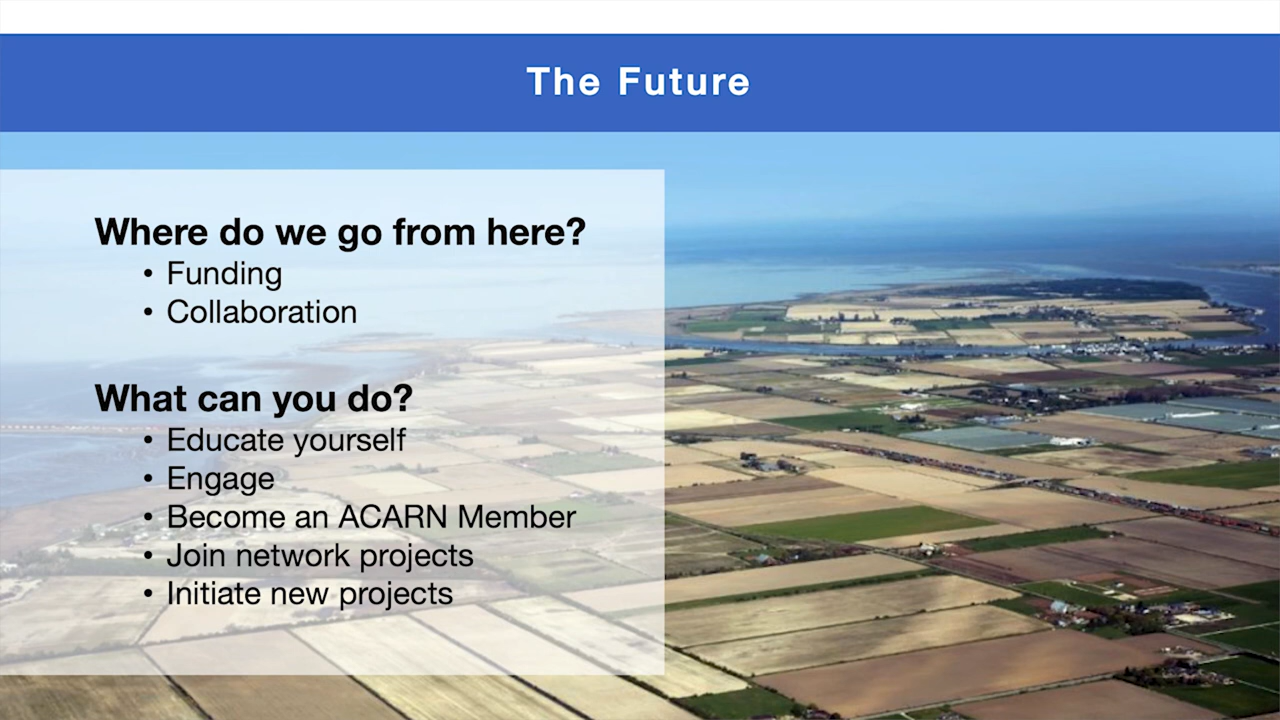 The Future
Where do we go from here?
• Funding
• Collaboration
What can you do?
• Educate yourself
• Engage
• Become an ACARN Member
• Join network projects
• Initiate new projects